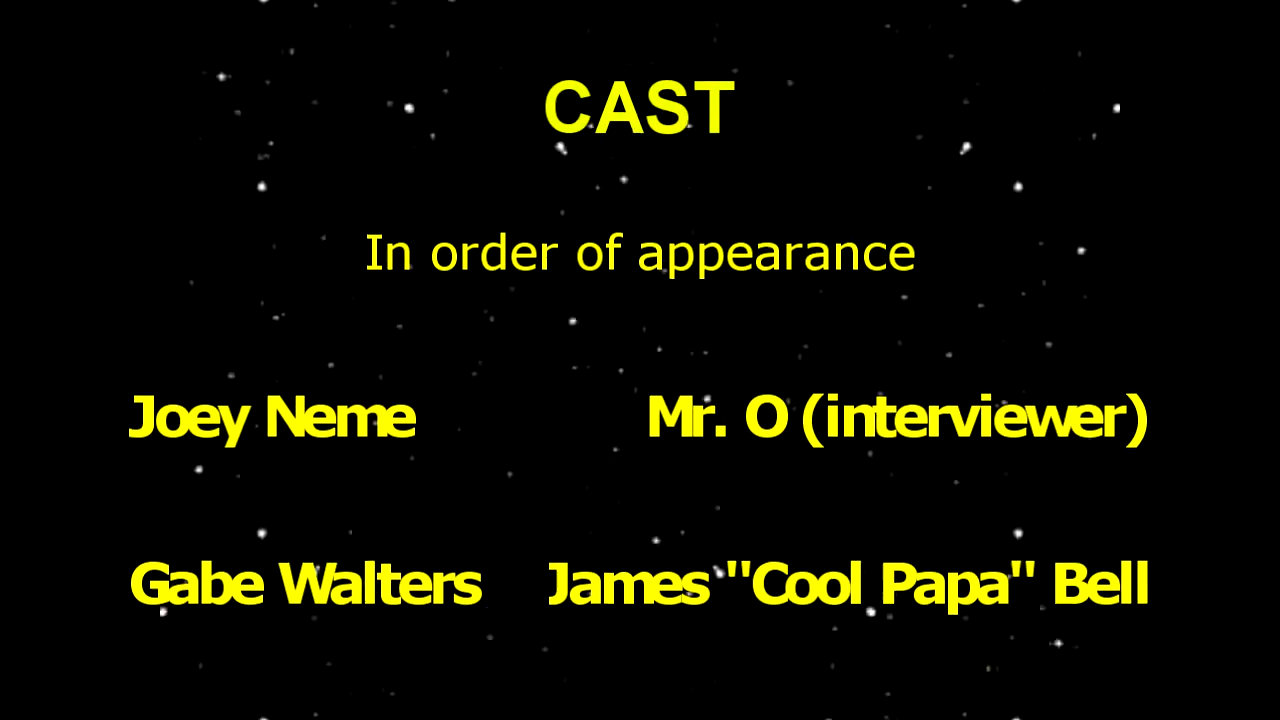 CAST
In order of appearance
Joey Neme Mr. O (interviewer)
Gabe Walters James "Cool Papa" Bell